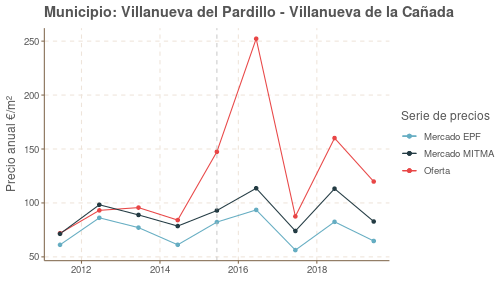 Municipio: Villanueva del Pardillo - Villanueva de la Cañada
Precio anual €/m²
250
200
150
100
50
2012
2014
2016
2018
Serie de precios
Mercado EPF
Mercado MITMA
Oferta